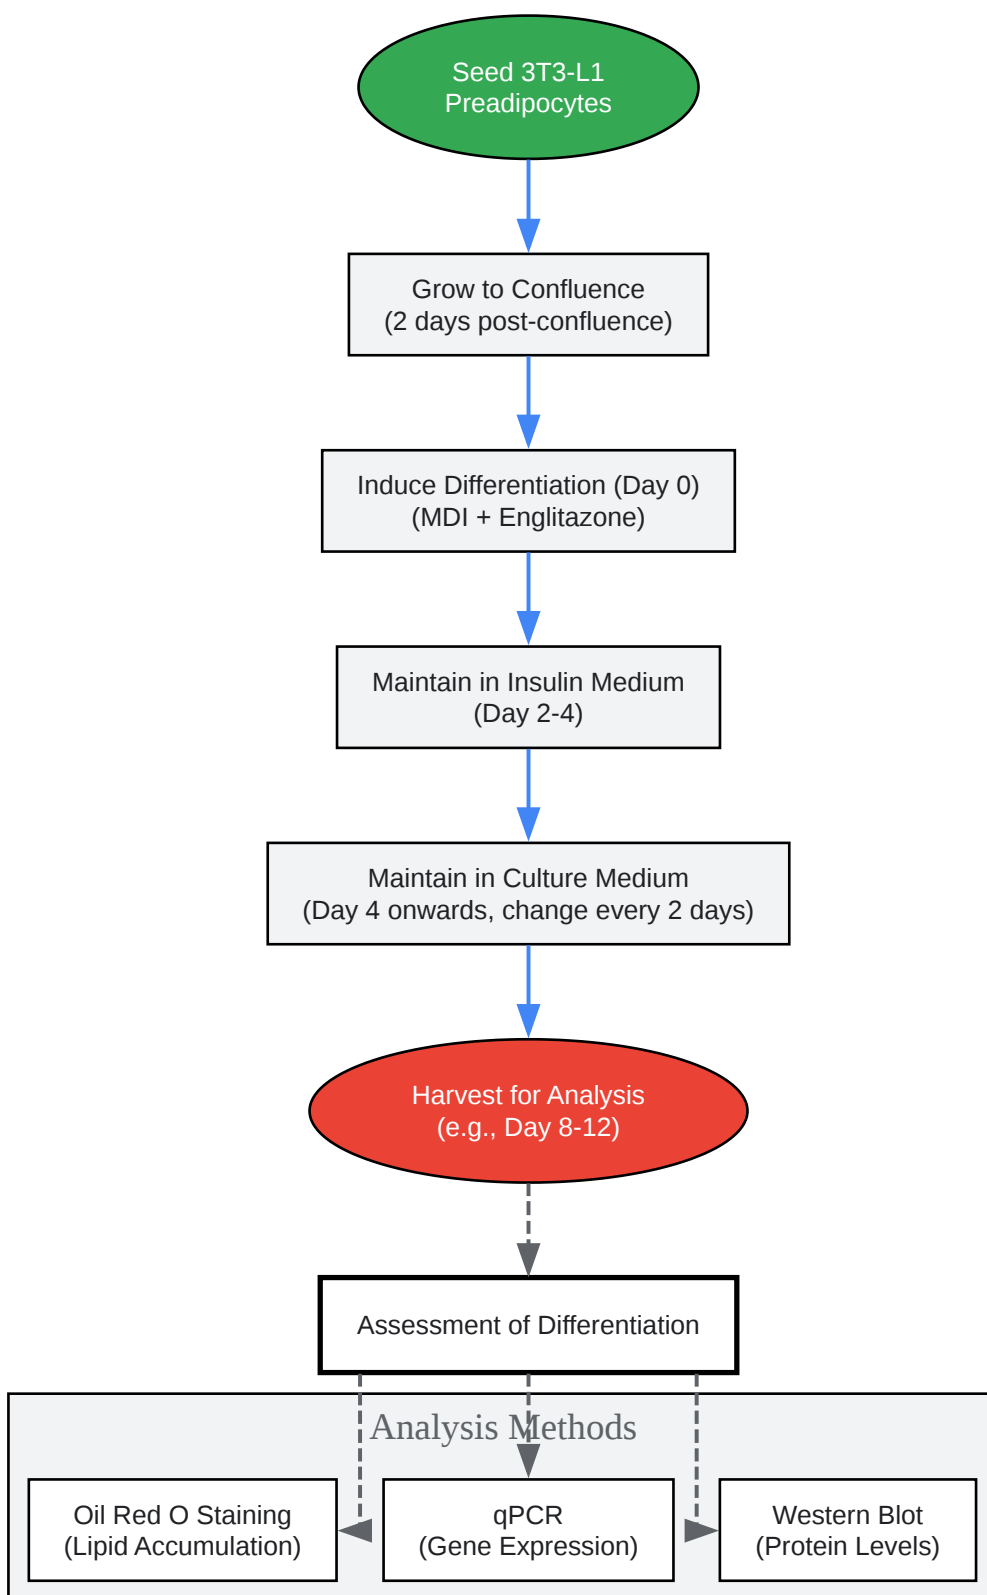 Seed 3T3-L1
Preadipocytes
Grow to Confluence
(2 days post-confluence)
Induce Differentiation (Day 0)
(MDI + Englitazone)
Maintain in Insulin Medium
(Day 2-4)
Maintain in Culture Medium
(Day 4 onwards, change every 2 days)
Harvest for Analysis
(e.g., Day 8-12)
Assessment of Differentiation
Analysis Methods
Oil Red O Staining
(Lipid Accumulation)
qPCR
(Gene Expression)
Western Blot
(Protein Levels)